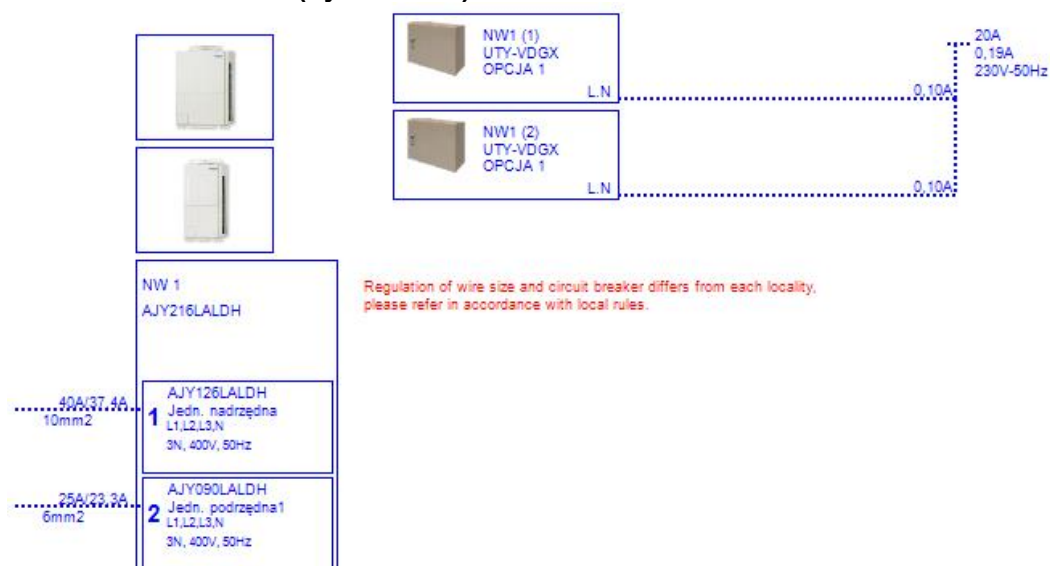 NW1 (1)
UTY-VDGX
OPCJA 1
L.N
0,10A
20A
0,19A
230V-50Hz
NW1 (2)
UTY-VDGX
OPCJA 1
L.N
0,10A
NW 1
AJY216LALDH
Regulation of wire size and circuit breaker differs from each locality,
please refer in accordance with local rules.
40A/37,4A
10mm2
1
AJY126LALDH
Jedn. nadrzędna
L1,L2,L3,N
3N, 400V, 50Hz
25A/23,3A
6mm2
2
AJY090LALDH
Jedn. podrzędna1
L1,L2,L3,N
3N, 400V, 50Hz